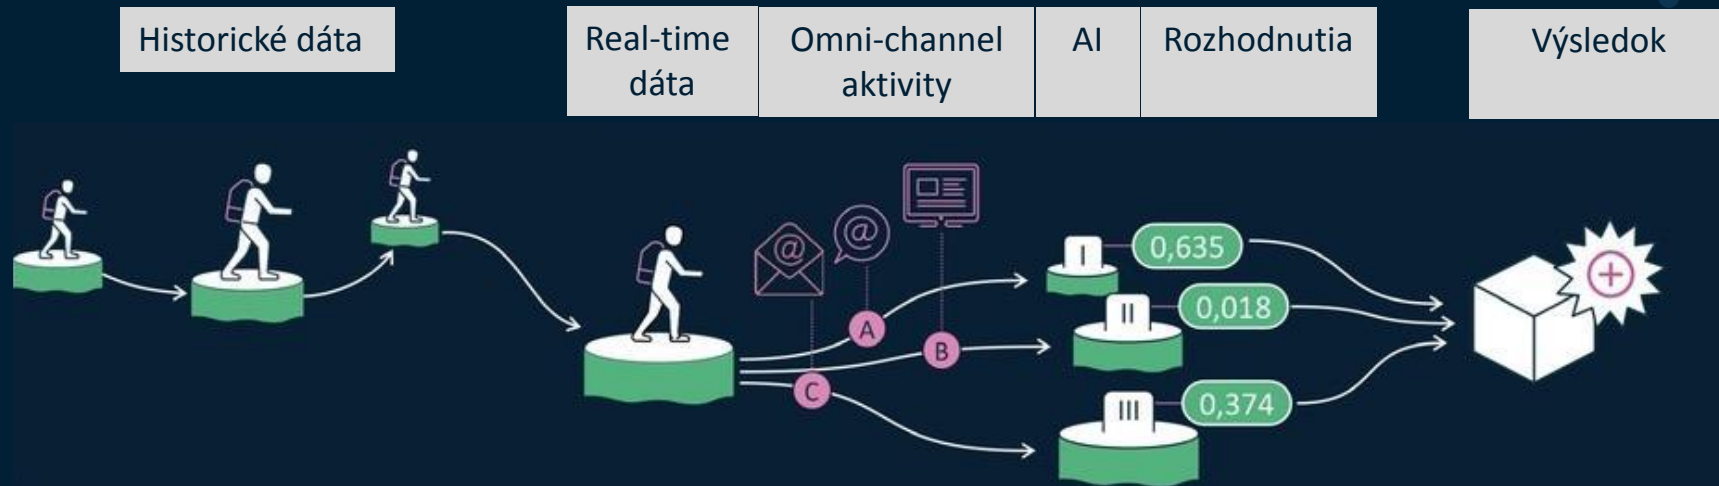 Historické dáta
Real-time
dáta
Omni-channel
aktivity
AI
Rozhodnutia
Výsledok
@
@
A
B
C
I
0,635
II
0,018
III
0,374